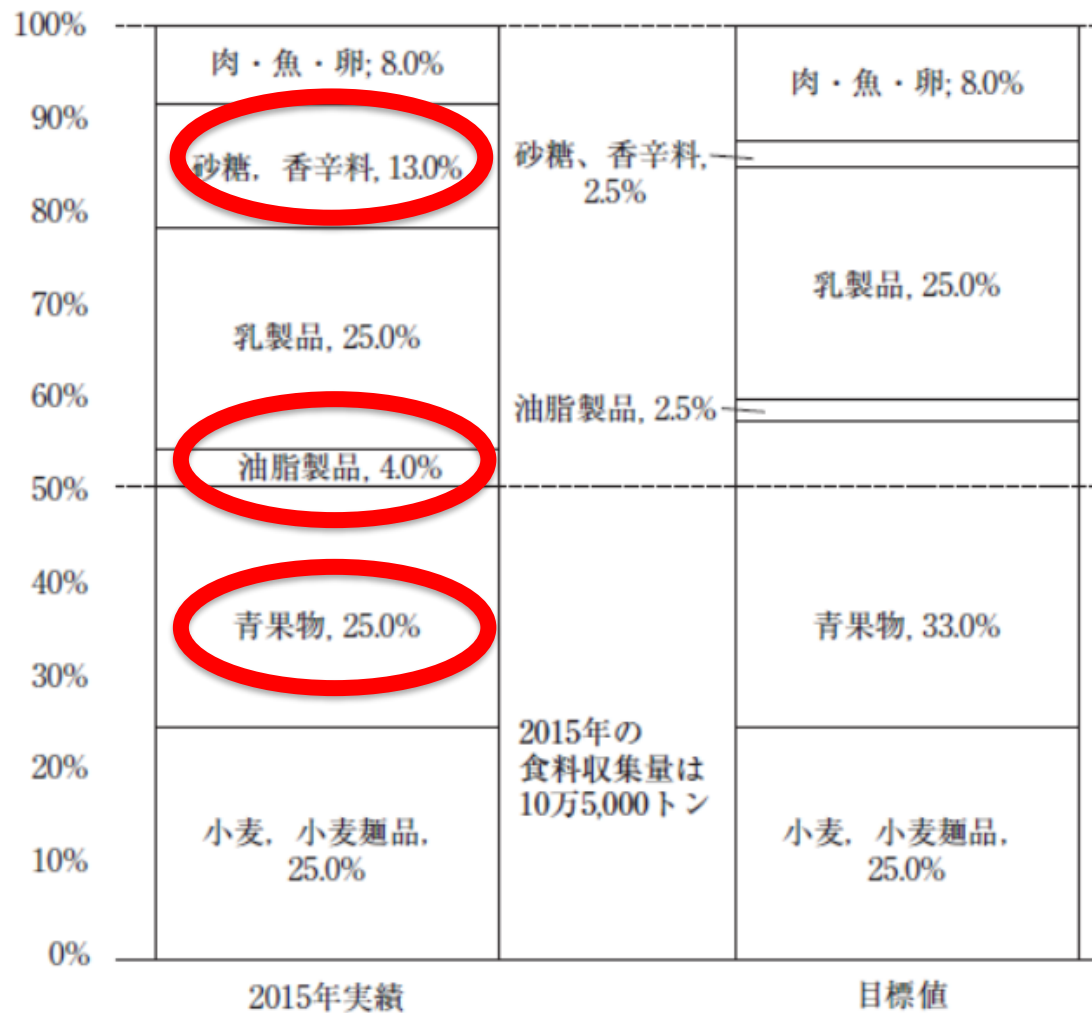 100%
90%
80%
70%
60%
50%
40%
30%
20%
10%
0%
肉・魚・卵; 8.0%
砂糖，香辛料, 13.0%
乳製品, 25.0%
油脂製品, 4.0%
青果物, 25.0%
小麦，小麦麺品,
25.0%
2015年実績
砂糖、香辛料,
2.5%
油脂製品, 2.5%
2015年の
食料収集量は
10万5,000トン
肉・魚・卵; 8.0%
乳製品, 25.0%
青果物, 33.0%
小麦，小麦麺品,
25.0%
目標値